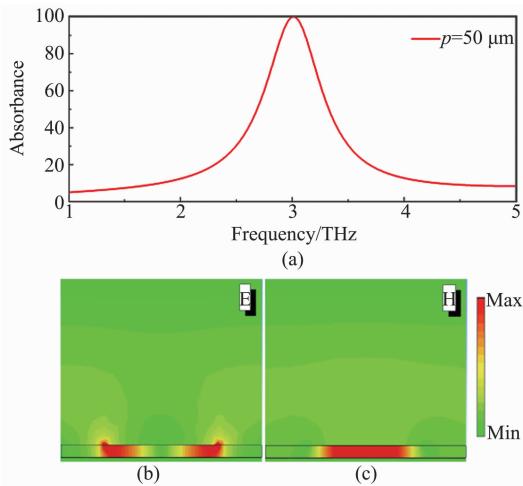 100
80
60
40
20
0
Absorbance
p=50 μm
1 2 3 4 5
Frequency/THz
(a)
E H
Max
Min
(b) (c)